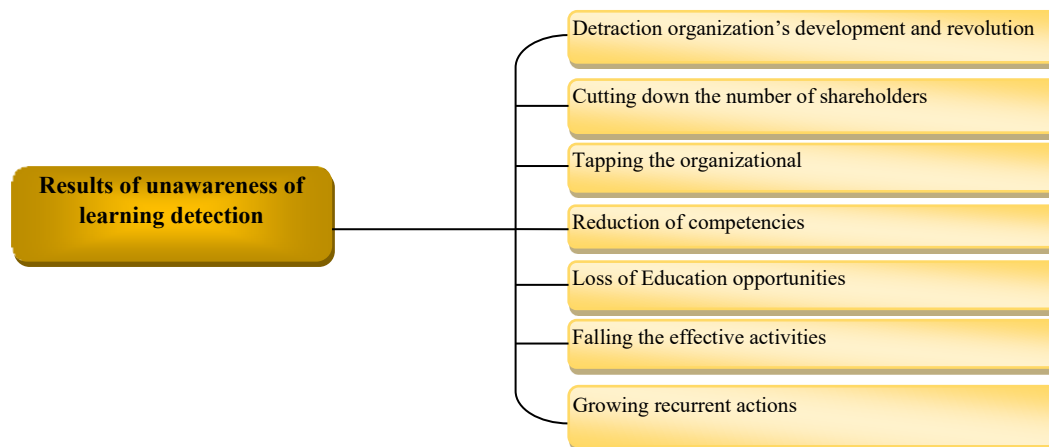 Detraction organization’s development and revolution
Cutting down the number of shareholders
Tapping the organizational
Results of unawareness of
learning detection
Reduction of competencies
Loss of Education opportunities
Falling the effective activities
Growing recurrent actions